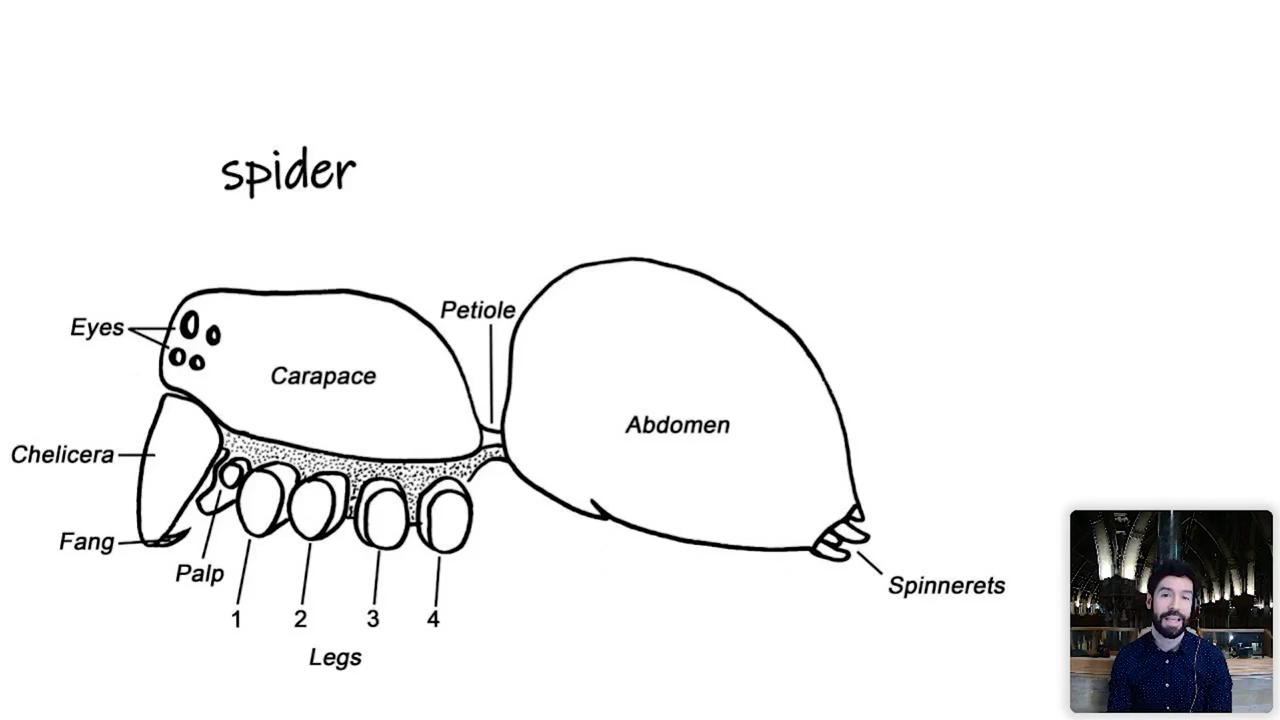 spider
Petiole
Eyes
Carapace
Abdomen
Chelicera
Fang
Palp
Spinnerets
1 2 3 4
Legs